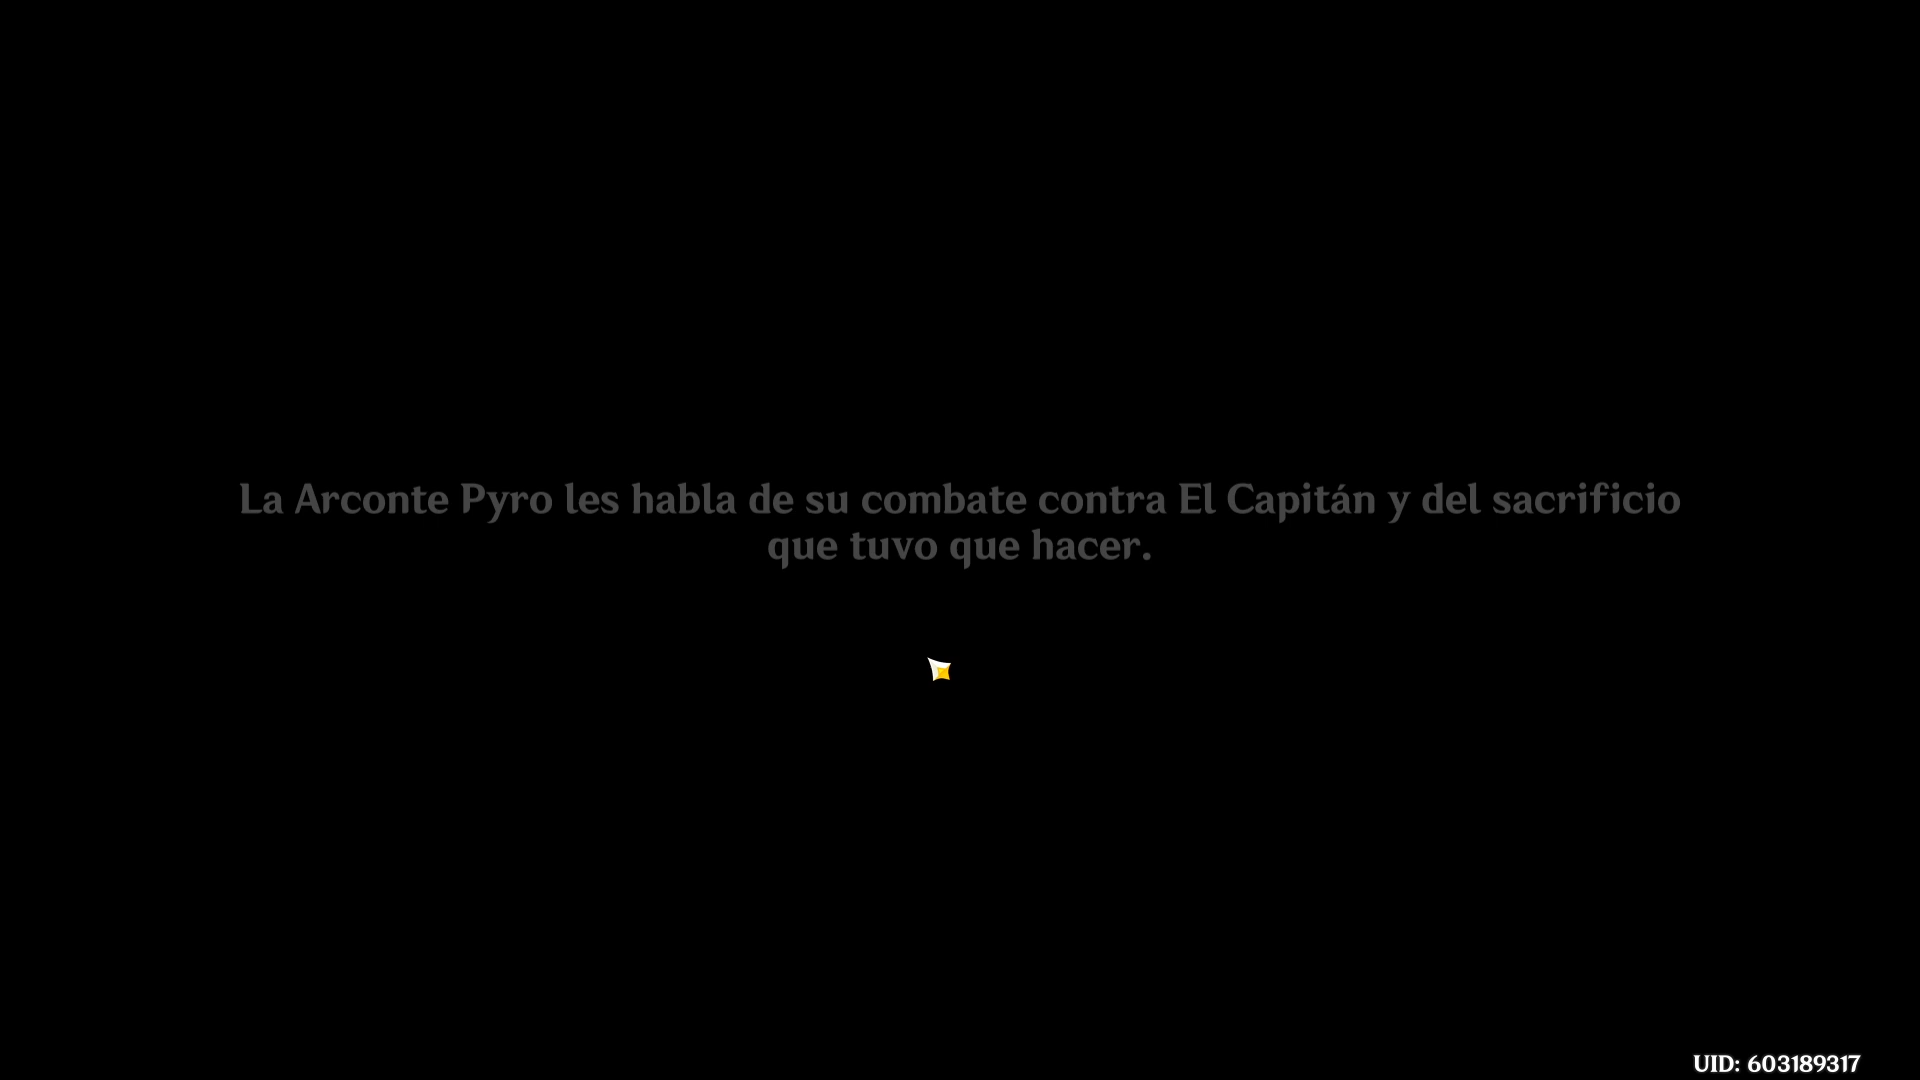 La Arconte Pyro les habla de su combate contra El Capitán y del sacrificio
que tuvo que hacer.
UID: 603189317